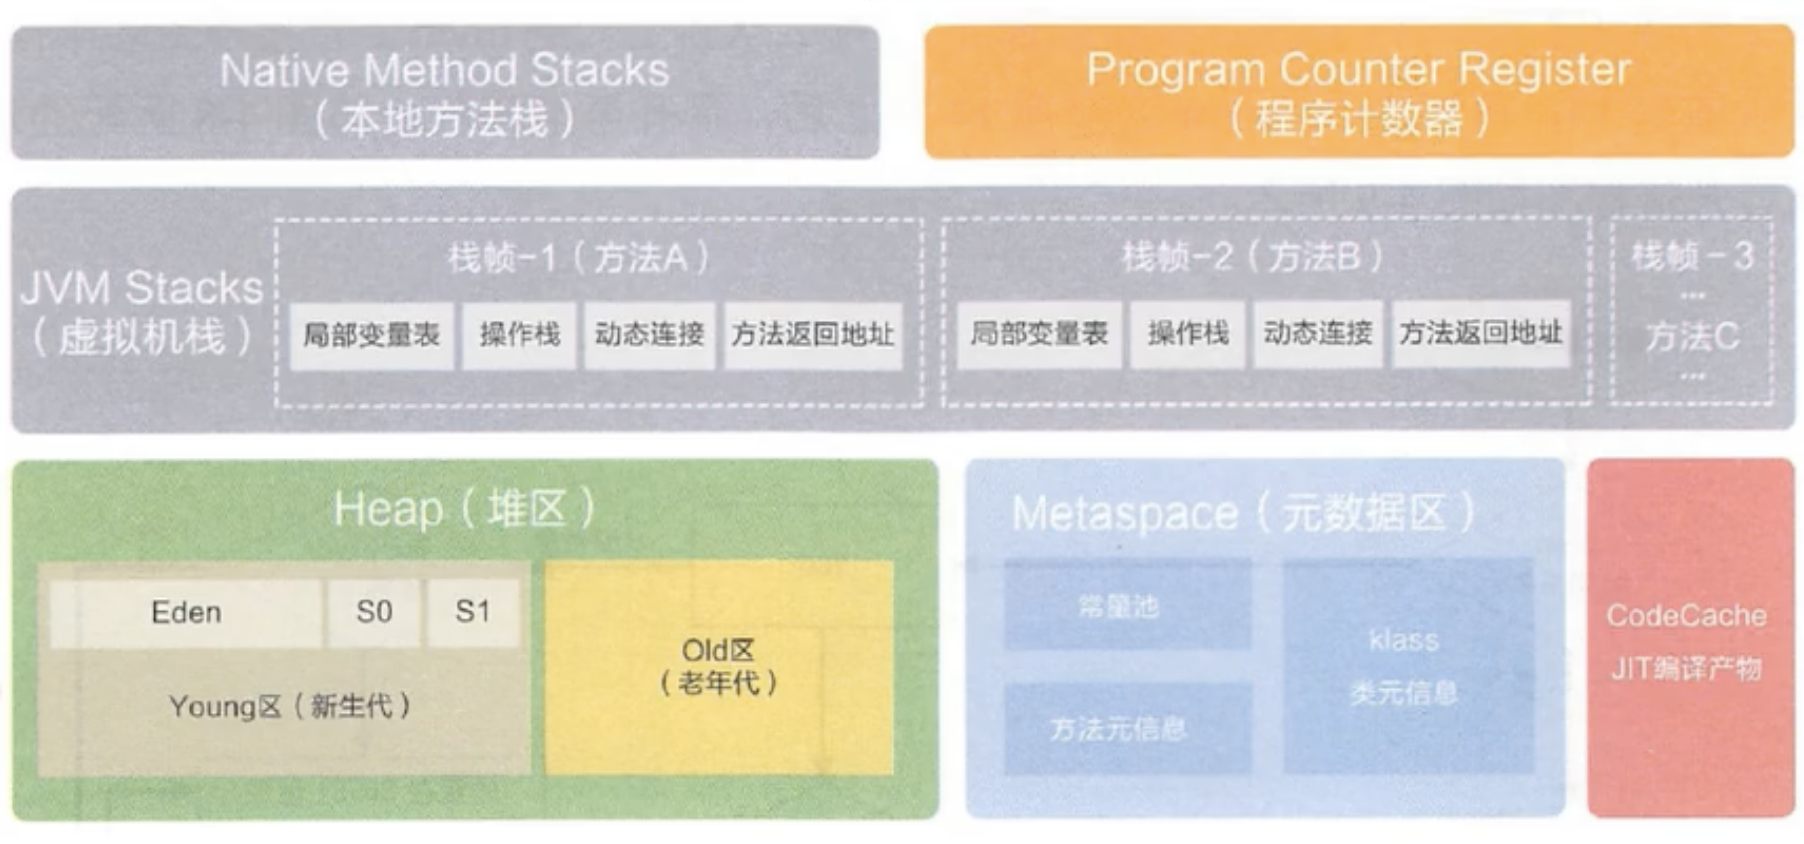 Native Method Stacks
（本地方法栈）
Program Counter Register
（程序计数器）
JVM Stacks
（虚拟机栈）
栈帧-1（方法A）
局部变量表
操作栈
动态连接
方法返回地址
栈帧-2（方法B）
局部变量表
操作栈
动态连接
方法返回地址
栈帧-3
...
方法C
...
Heap（堆区）
Eden
S0
S1
Young区（新生代）
Old区
（老年代）
Metaspace（元数据区）
常量池
方法元信息
klass
类元信息
CodeCache
JIT编译产物